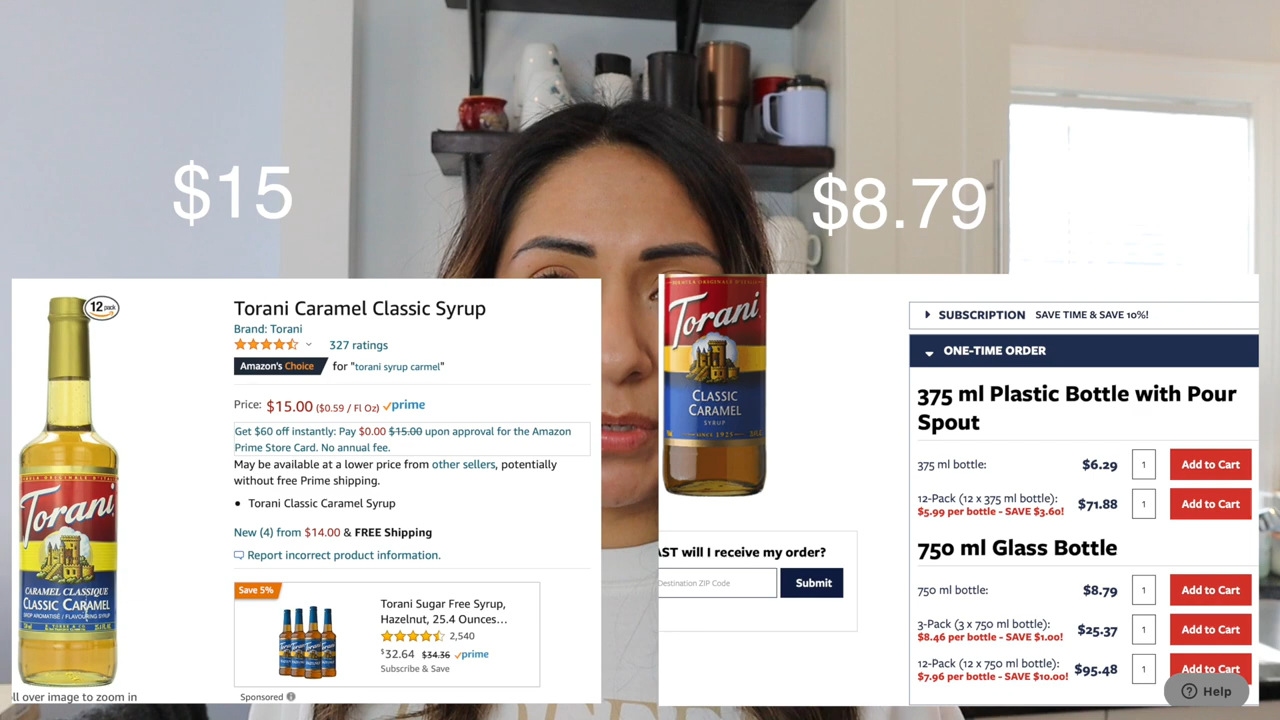 $15
$8.79
12 pack
Torani
CARAMEL CLASSIQUE
CLASSIC CARAMEL
ll over image to zoom in
Torani Caramel Classic Syrup
Brand: Torani
327 ratings
Amazon's Choice for "torani syrup carmel"
Price: $15.00 ($0.59 / Fl Oz) prime
Get $60 off instantly: Pay $0.00 $15.00 upon approval for the Amazon
Prime Store Card. No annual fee.
May be available at a lower price from other sellers, potentially
without free Prime shipping.
• Torani Classic Caramel Syrup
New (4) from $14.00 & FREE Shipping
Report incorrect product information.
Save 5%
Torani Sugar Free Syrup,
Hazelnut, 25.4 Ounces...
2,540
$32.64 $34.36 prime
Subscribe & Save
Sponsored
Torani
CLASSIC
CARAMEL
SYRUP
SINCE 1925
AST will I receive my order?
Destination ZIP Code
Submit
SUBSCRIPTION SAVE TIME & SAVE 10%!
ONE-TIME ORDER
375 ml Plastic Bottle with Pour
Spout
375 ml bottle: $6.29 1 Add to Cart
12-Pack (12 x 375 ml bottle):
$5.99 per bottle - SAVE $3.60! $71.88 1 Add to Cart
750 ml Glass Bottle
750 ml bottle: $8.79 1 Add to Cart
3-Pack (3 x 750 ml bottle):
$8.46 per bottle - SAVE $1.00! $25.37 1 Add to Cart
12-Pack (12 x 750 ml bottle):
$7.96 per bottle - SAVE $10.00! $95.48 1 Add to Cart
Help